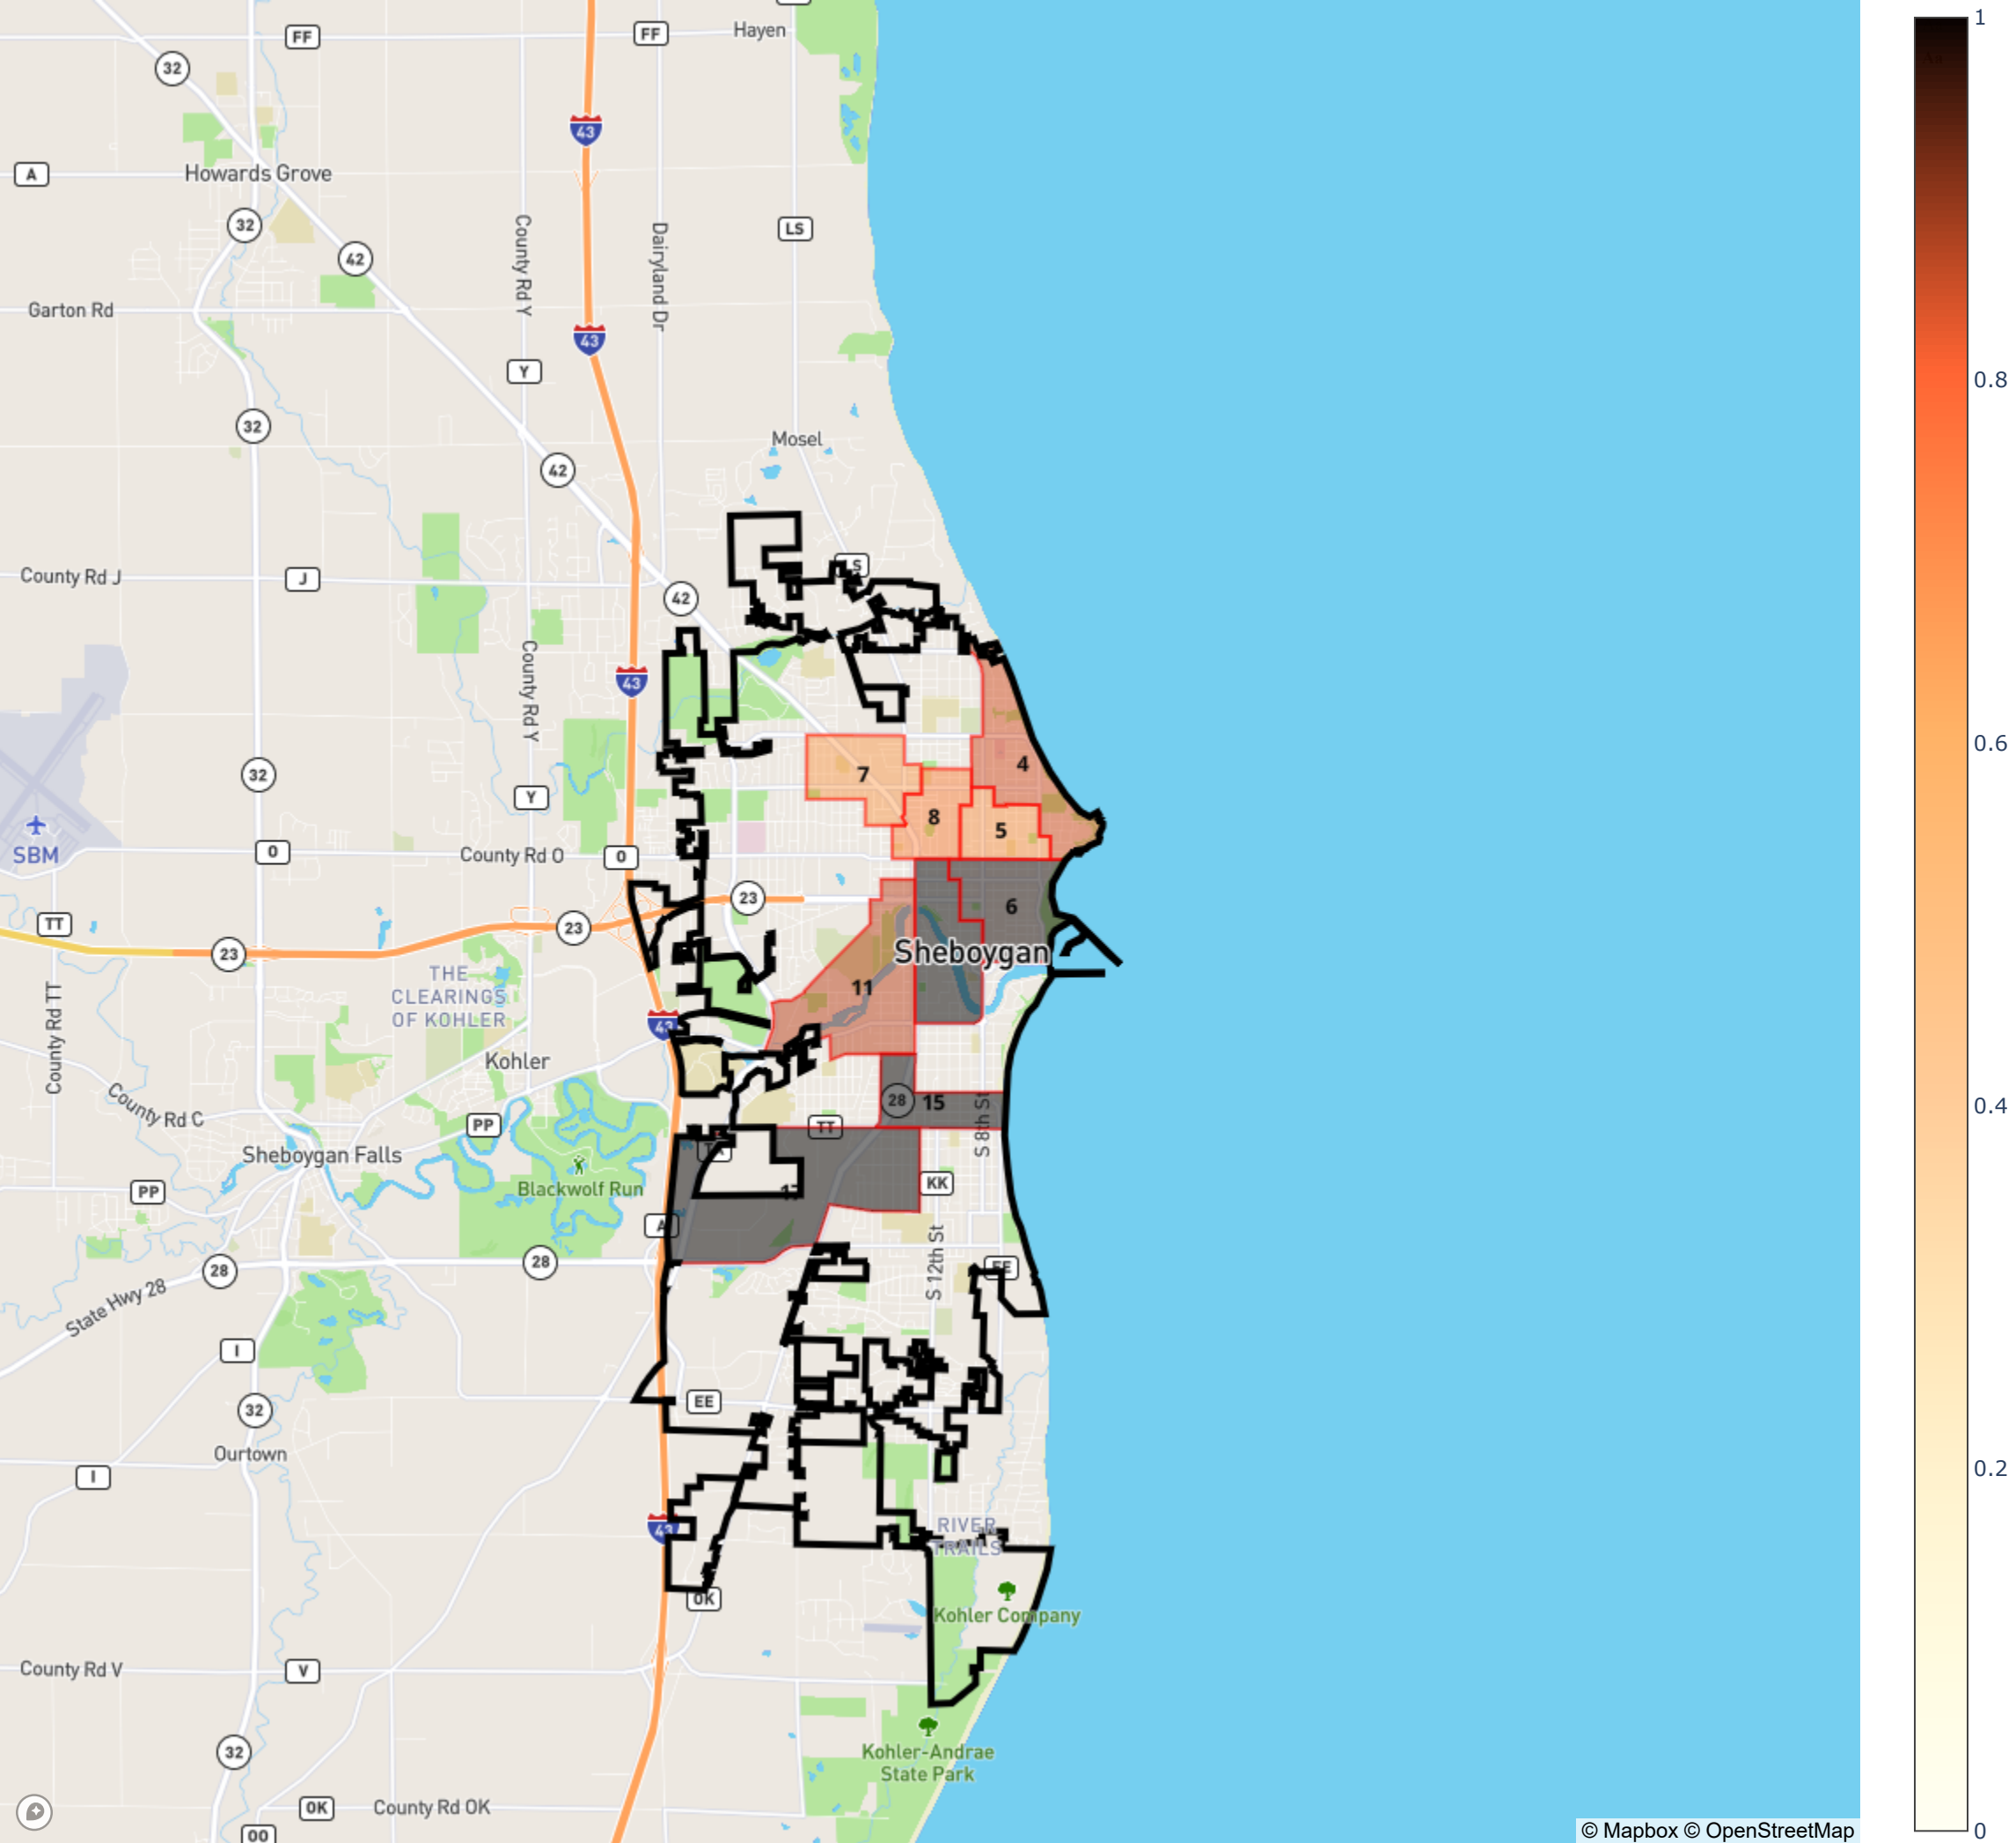 FF
FF
Hayen
1
32
43
A
Howards Grove
32
LS
County Rd Y
Dairyland Dr
42
Garton Rd
43
Y
0.8
32
Mosel
42
County Rd J
J
42
County Rd Y
43
0.6
7
4
32
Y
8
5
SBM
0
County Rd O
0
23
6
TT
23
23
Sheboygan
THE
CLEARINGS
OF KOHLER
11
County Rd TT
43
Kohler
28
15
0.4
County Rd C
PP
TT
S 8th St
Sheboygan Falls
Blackwolf Run
PP
KK
17
A
28
28
S 12th St
EE
State Hwy 28
I
EE
32
Ourtown
I
0.2
43
RIVER
TRAILS
OK
Kohler Company
County Rd V
V
32
Kohler-Andrae
State Park
OK
County Rd OK
OO
© Mapbox © OpenStreetMap
0